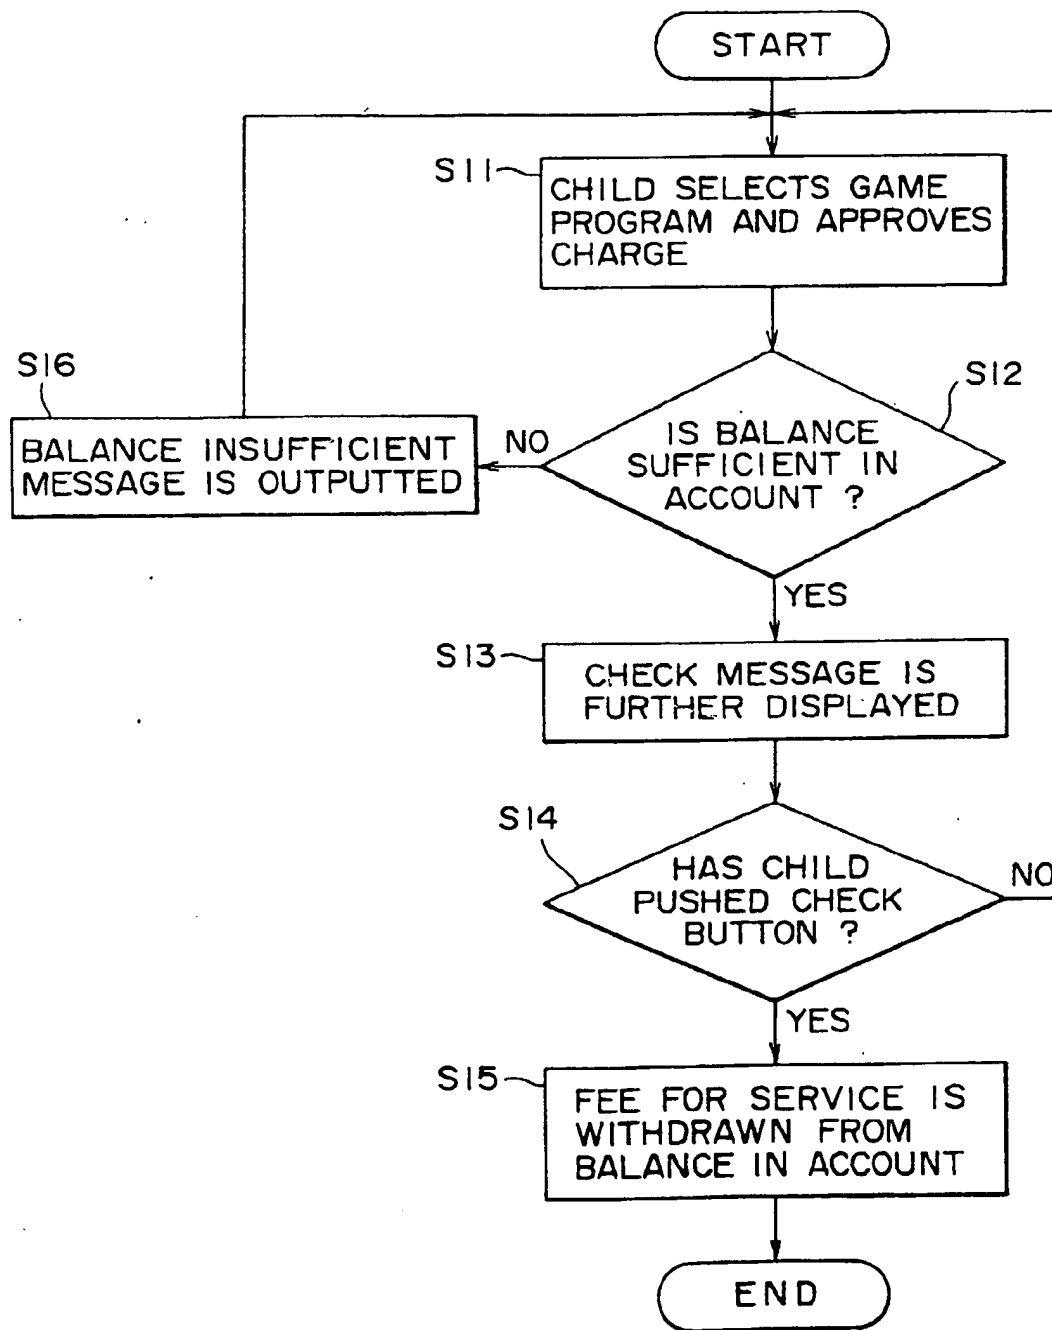 START
S11
CHILD SELECTS GAME
PROGRAM AND APPROVES
CHARGE
S16
S12
BALANCE INSUFFICIENT
MESSAGE IS OUTPUTTED
NO
IS BALANCE
SUFFICIENT IN
ACCOUNT ?
YES
S13
CHECK MESSAGE IS
FURTHER DISPLAYED
S14
HAS CHILD
PUSHED CHECK
BUTTON ?
NO
YES
S15
FEE FOR SERVICE IS
WITHDRAWN FROM
BALANCE IN ACCOUNT
END